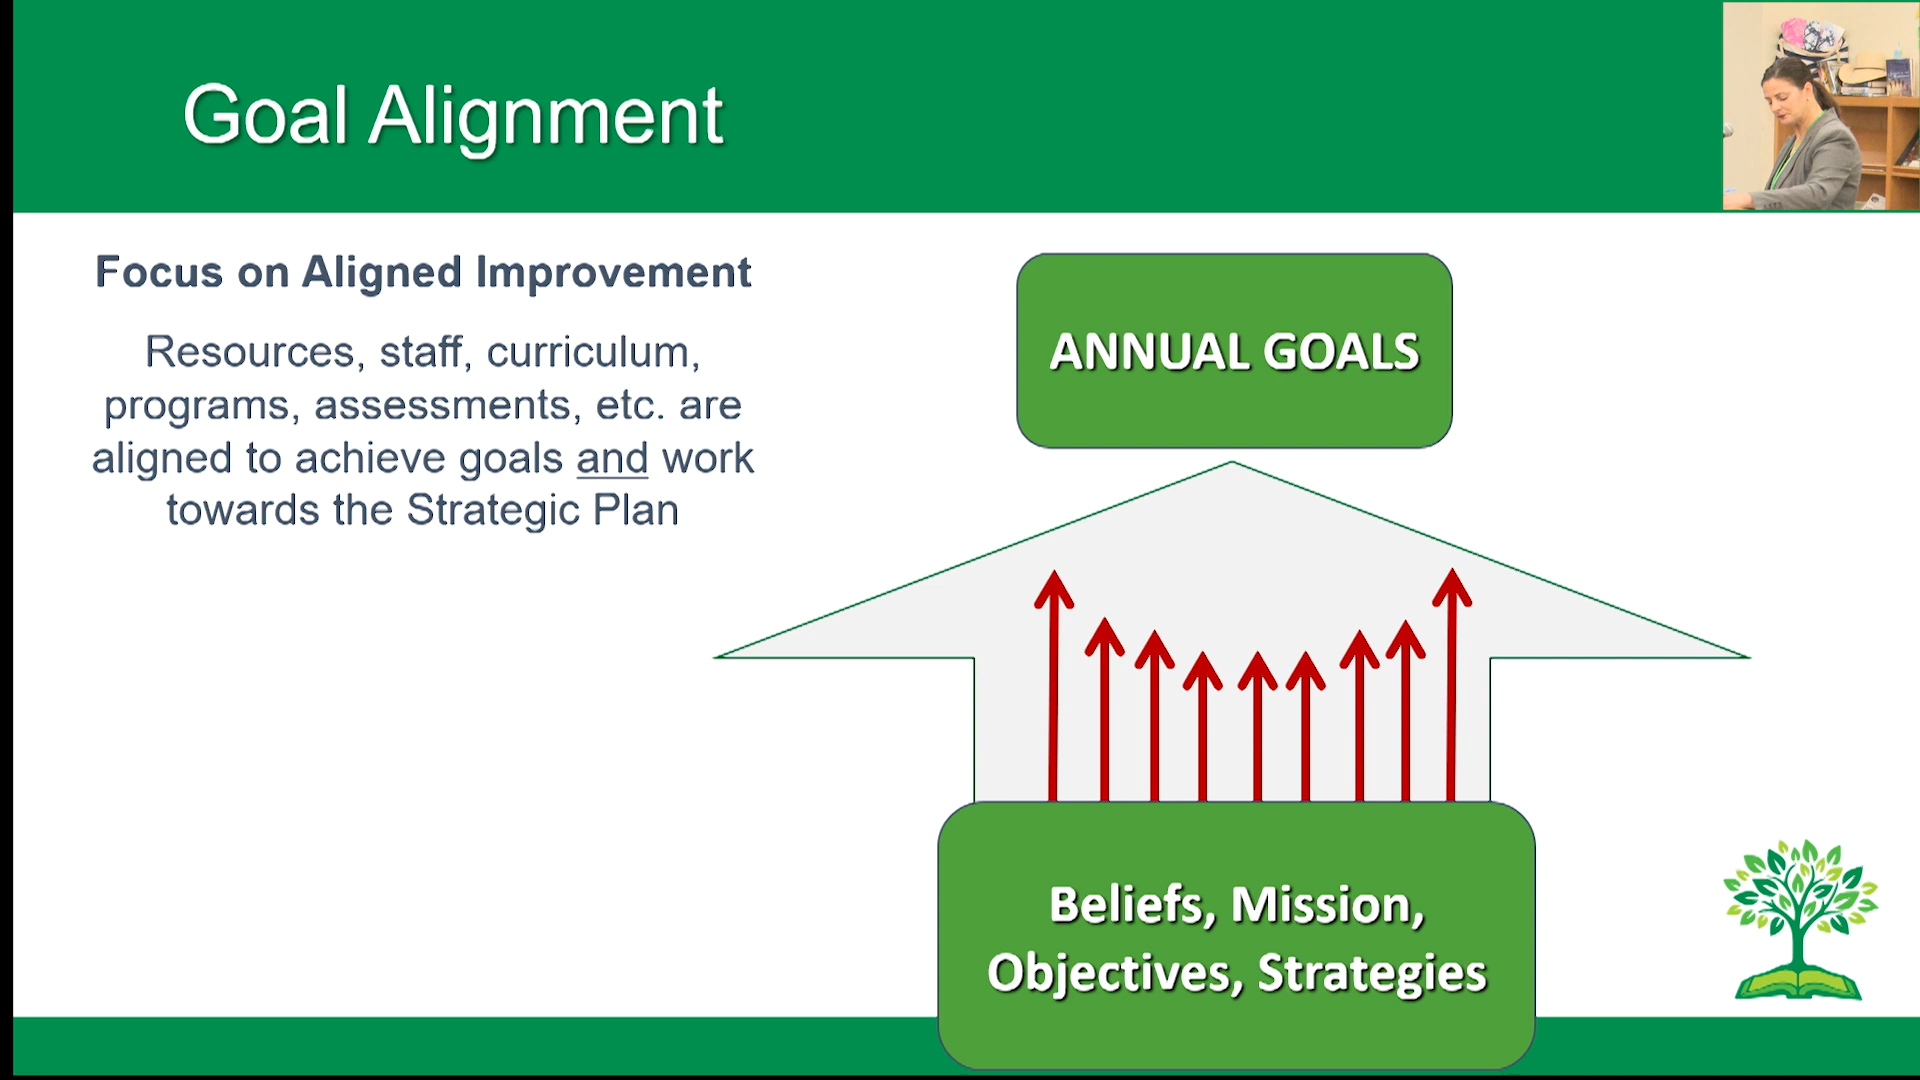 Goal Alignment
Focus on Aligned Improvement
Resources, staff, curriculum,
programs, assessments, etc. are
aligned to achieve goals and work
towards the Strategic Plan
ANNUAL GOALS
Beliefs, Mission,
Objectives, Strategies